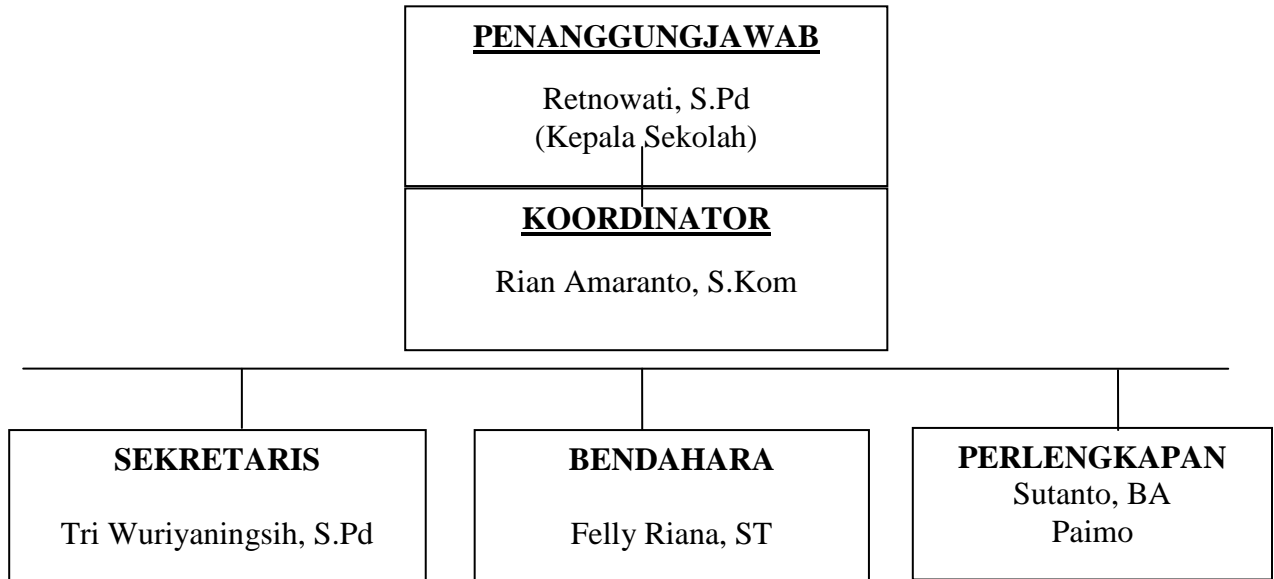 PENANGGUNGJAWAB
Retnowati, S.Pd
(Kepala Sekolah)
KOORDINATOR
Rian Amaranto, S.Kom
SEKRETARIS
Tri Wuriyaningsih, S.Pd
BENDAHARA
Felly Riana, ST
PERLENGKAPAN
Sutanto, BA
Paimo